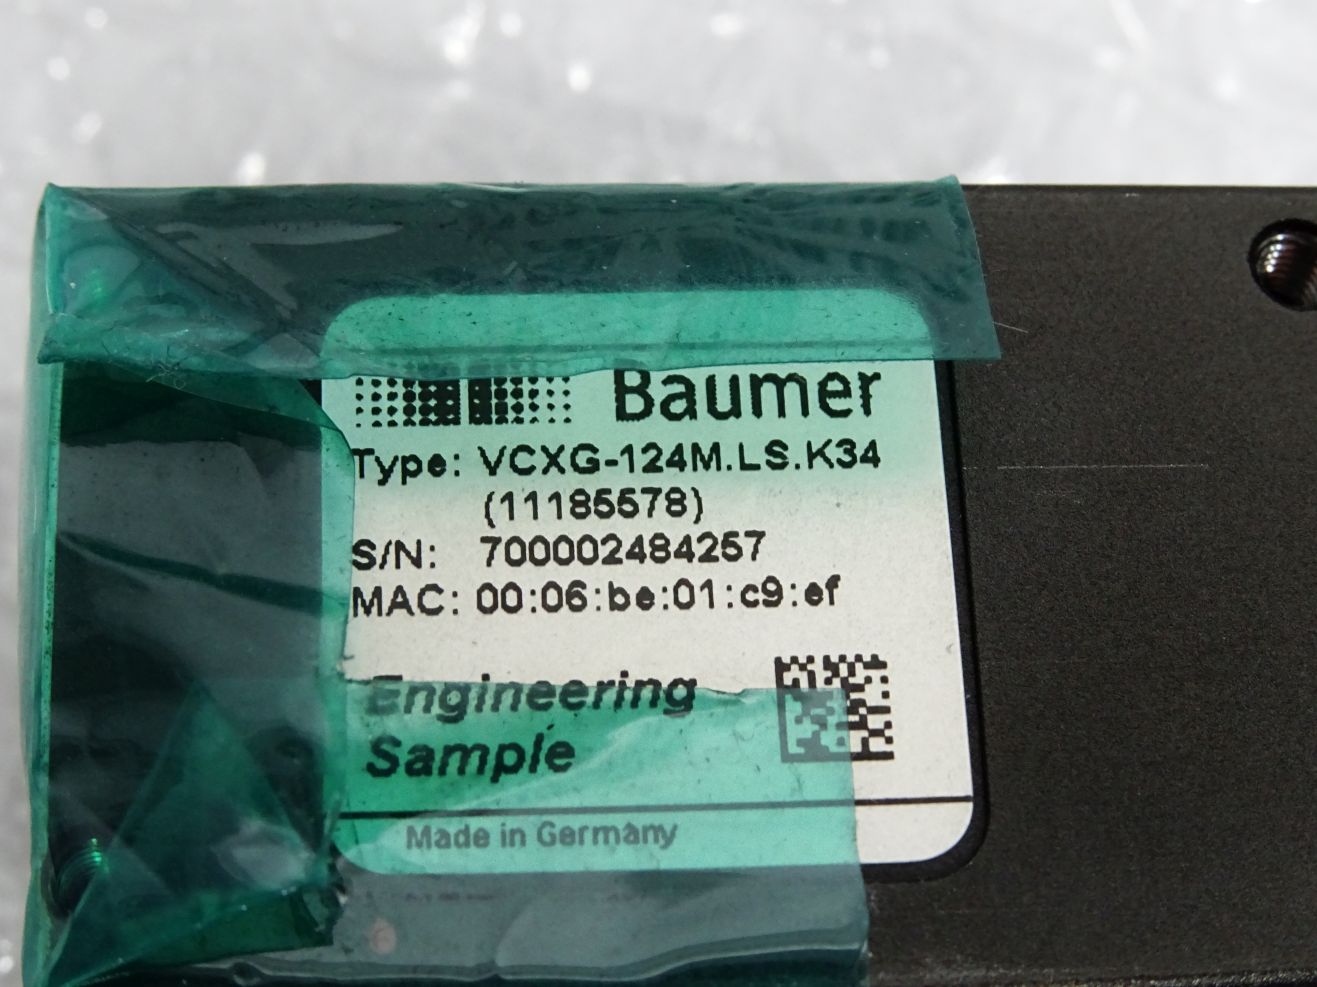 Baumer
Type: VCXG-124M.LS.K34
(11185578)
S/N: 700002484257
MAC: 00:06:be:01:c9:ef
Engineering
Sample
Made in Germany